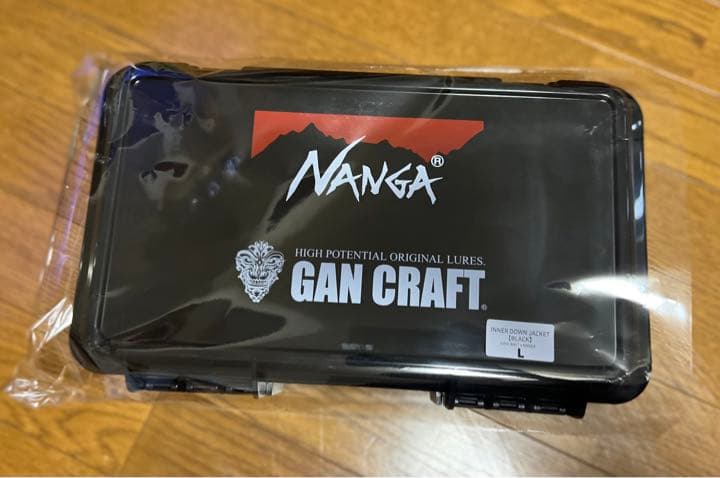 NANGA®
HIGH POTENTIAL ORIGINAL LURES.
GAN CRAFT®
INNER DOWN JACKET
【BLACK】
L